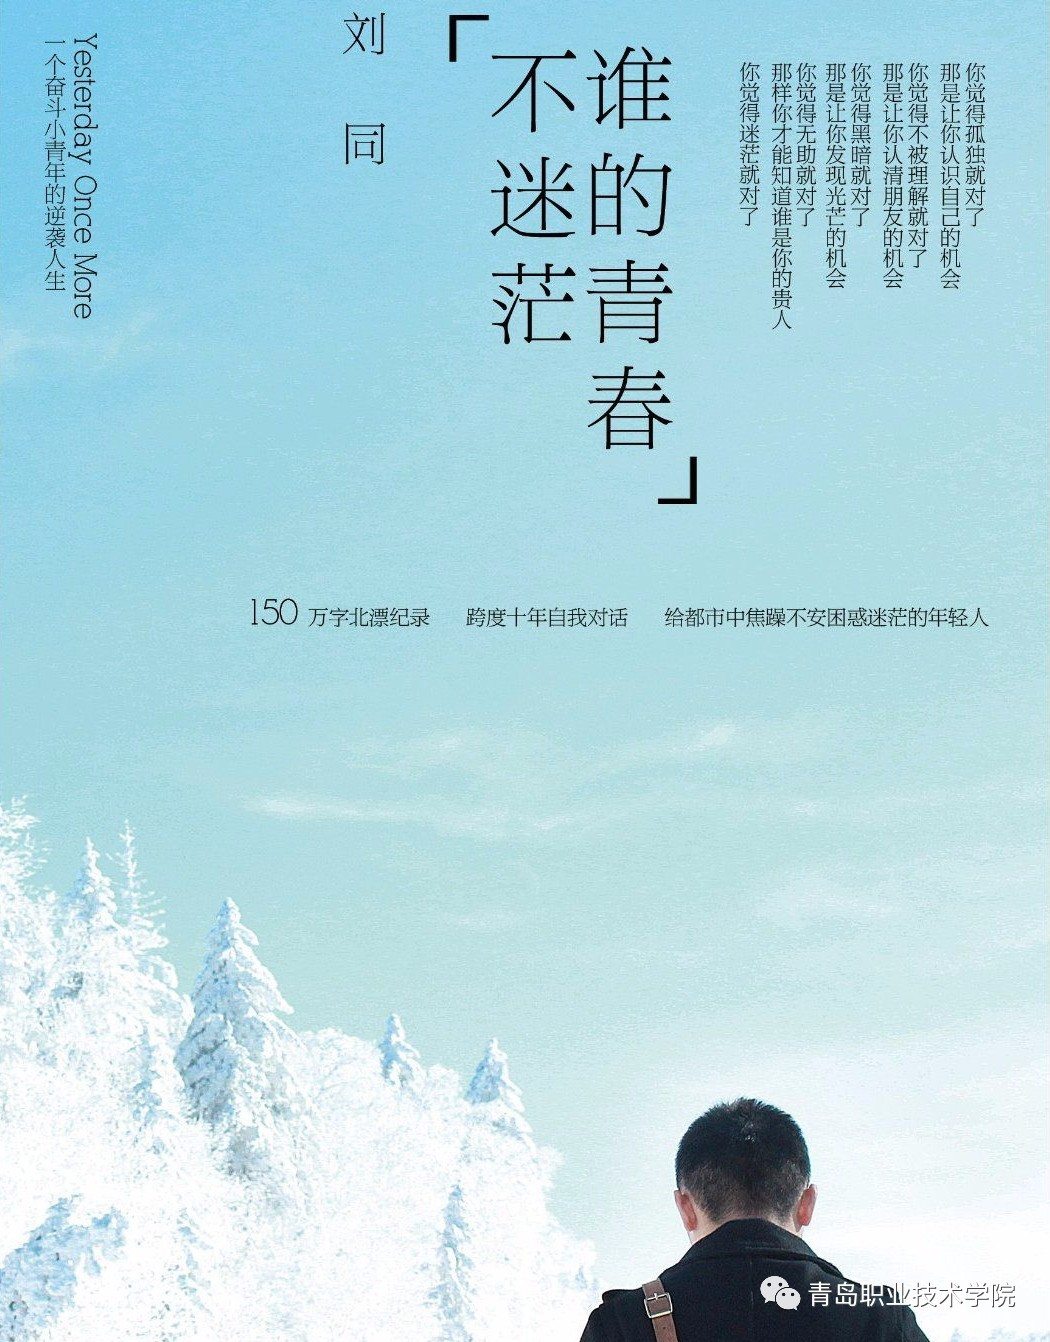 你觉得孤独就对了
那是让你认识自己的机会
你觉得不被理解就对了
那是让你认清朋友的机会
你觉得黑暗就对了
那是让你发现光芒的机会
你觉得无助就对了
那样你才能知道谁是你的贵人
你觉得迷茫就对了
「谁的青春
不迷茫」
刘同
Yesterday Once More
一个奋斗小青年的逆袭人生
150万字北漂纪录 跨度十年自我对话 给都市中焦躁不安困惑迷茫的年轻人
青岛职业技术学院